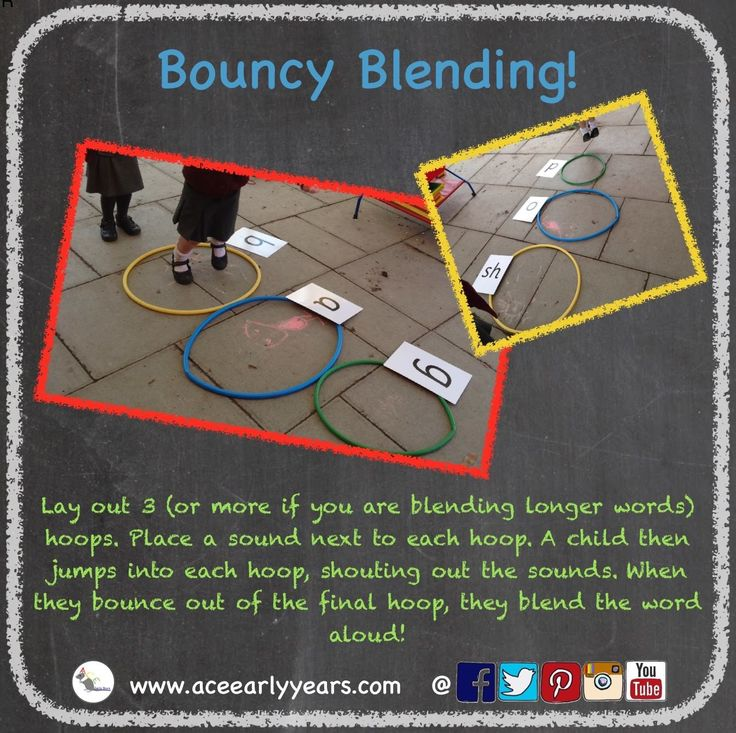 Bouncy Blending!
p
o
sh
b
a
g
Lay out 3 (or more if you are blending longer words)
hoops. Place a sound next to each hoop. A child then
jumps into each hoop, shouting out the sounds. When
they bounce out of the final hoop, they blend the word
aloud!
www.aceearlyyears.com @ You
Tube